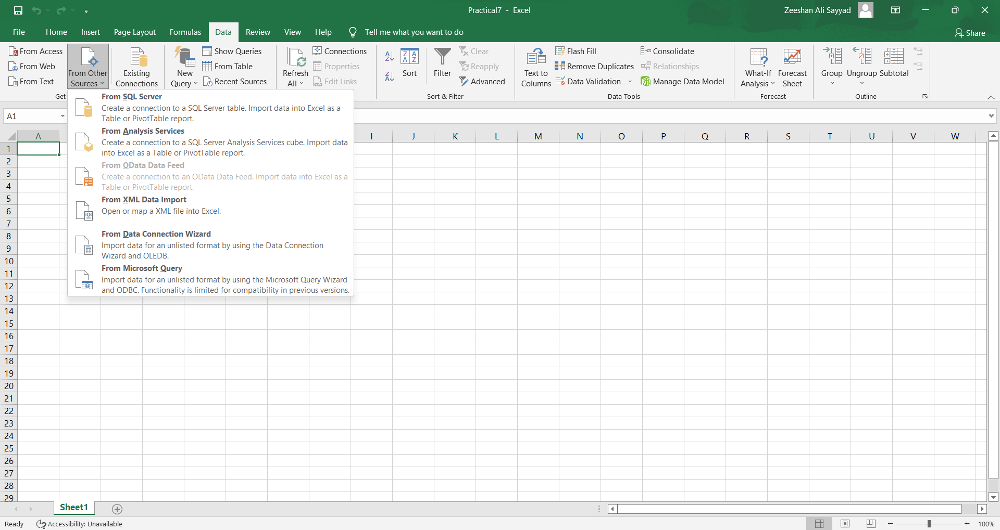 Practical7 - Excel
Zeeshan Ali Sayyad
File Home Insert Page Layout Formulas Data Review View Help Tell me what you want to do Share
From Access
From Web
From Text
From Other
Sources
Existing
Connections
New
Query
Show Queries
From Table
Recent Sources
Refresh
All
Connections
Properties
Edit Links
Sort
Filter
Clear
Reapply
Advanced
Text to
Columns
Flash Fill
Remove Duplicates
Data Validation
Consolidate
Relationships
Manage Data Model
What-If
Analysis
Forecast
Sheet
Group
Ungroup
Subtotal
Get
Sort & Filter
Data Tools
Forecast
Outline
From SQL Server
Create a connection to a SQL Server table. Import data into Excel as a
Table or PivotTable report.
From Analysis Services
Create a connection to a SQL Server Analysis Services cube. Import data
into Excel as a Table or PivotTable report.
From OData Data Feed
Create a connection to an OData Data Feed. Import data into Excel as a
Table or PivotTable report.
From XML Data Import
Open or map a XML file into Excel.
From Data Connection Wizard
Import data for an unlisted format by using the Data Connection
Wizard and OLEDB.
From Microsoft Query
Import data for an unlisted format by using the Microsoft Query Wizard
and ODBC. Functionality is limited for compatibility in previous versions.
A1
A I J K L M N O P Q R S T U V W
1
2
3
4
5
6
7
8
9
10
11
12
13
14
15
16
17
18
19
20
21
22
23
24
25
26
27
28
29
Sheet1
Ready Accessibility: Unavailable 100%